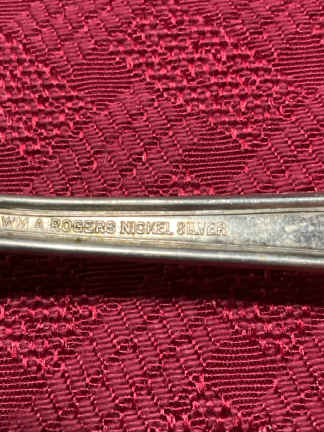 WM A ROGERS NICKEL SILVER